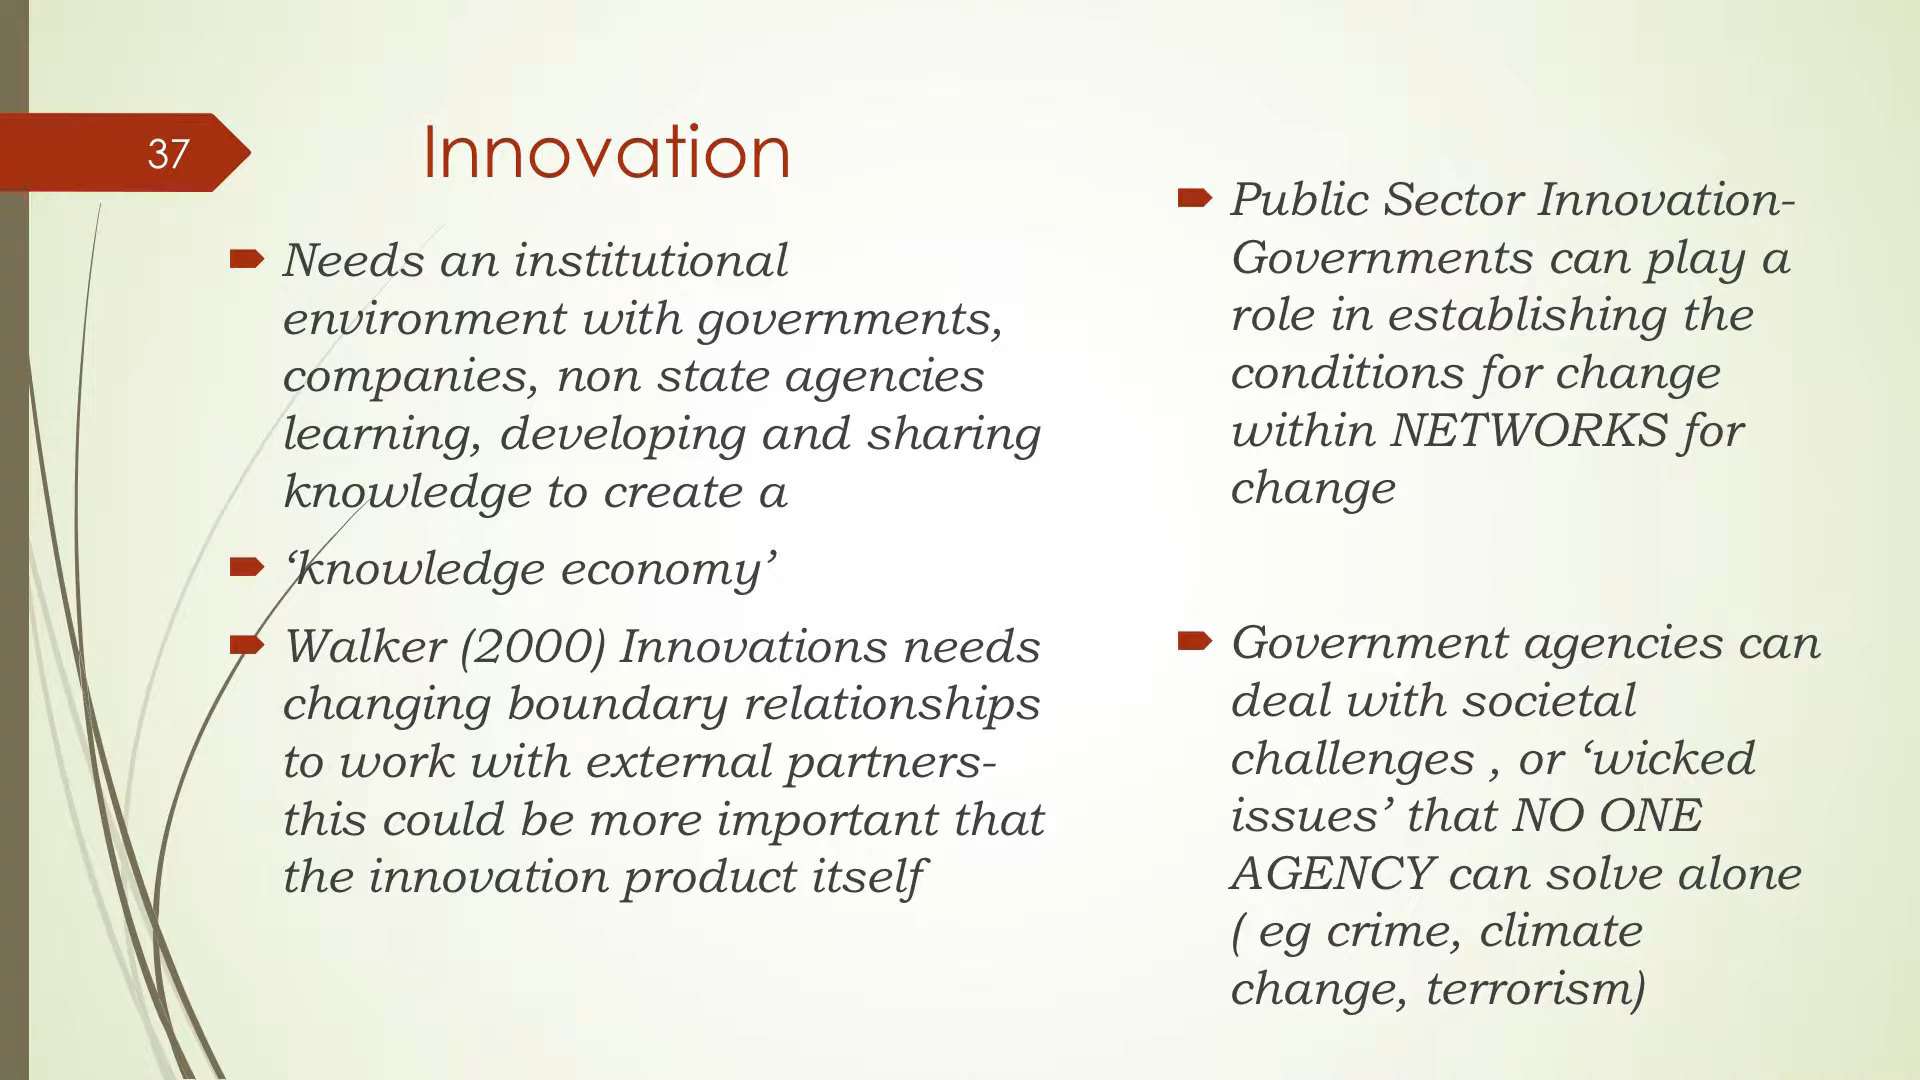 37
Innovation
Needs an institutional
environment with governments,
companies, non state agencies
learning, developing and sharing
knowledge to create a
‘knowledge economy’
Walker (2000) Innovations needs
changing boundary relationships
to work with external partners-
this could be more important that
the innovation product itself
Public Sector Innovation-
Governments can play a
role in establishing the
conditions for change
within NETWORKS for
change
Government agencies can
deal with societal
challenges , or ‘wicked
issues’ that NO ONE
AGENCY can solve alone
( eg crime, climate
change, terrorism)